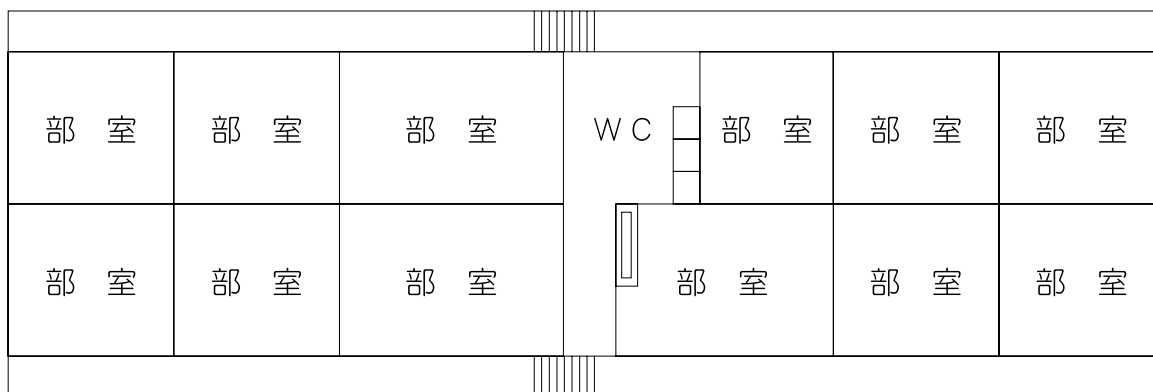 部 室 部 室 部 室 WC 部 室 部 室 部 室
部 室 部 室 部 室 部 室 部 室 部 室